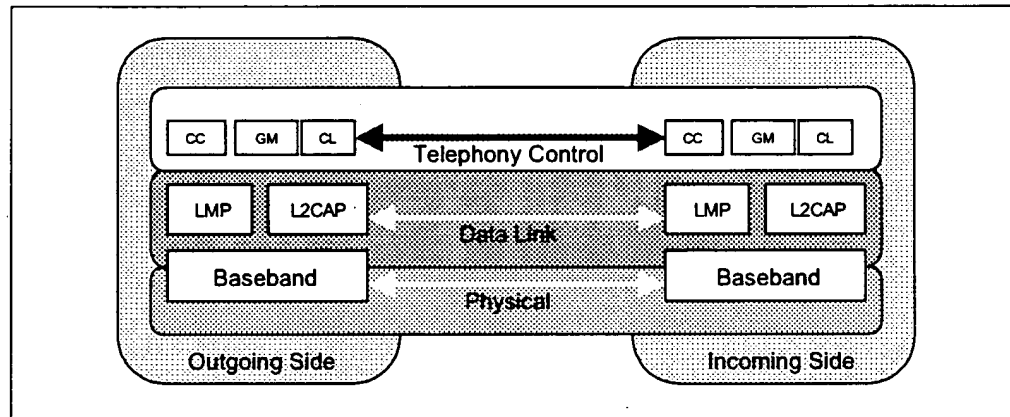 CC GM CL CC GM CL
Telephony Control
LMP L2CAP LMP L2CAP
Data Link
Baseband Baseband
Physical
Outgoing Side Incoming Side